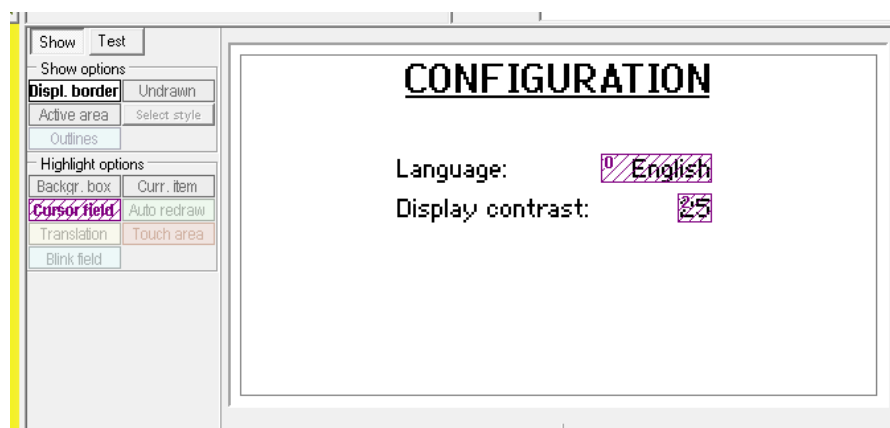 Show Test
Show options
Displ. border Undrawn
Active area Select style
Outlines
Highlight options
Backgr. box Curr. item
Cursor field Auto redraw
Translation Touch area
Blink field
CONFIGURATION
Language: 0 English
Display contrast: 25